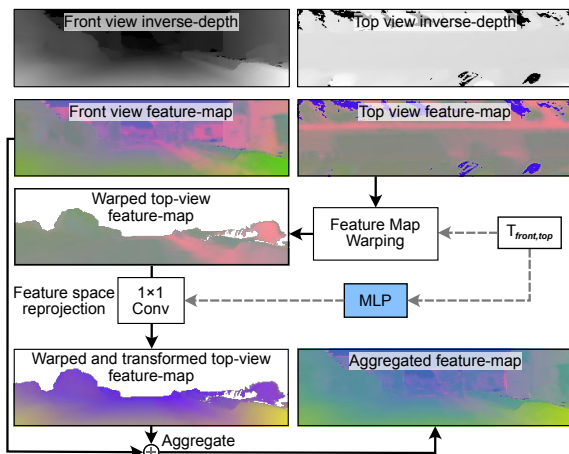 Front view inverse-depth
Top view inverse-depth
Front view feature-map
Top view feature-map
Warped top-view
feature-map
Feature Map
Warping
T_front,top
Feature space
reprojection
1×1
Conv
MLP
Warped and transformed top-view
feature-map
Aggregated feature-map
Aggregate